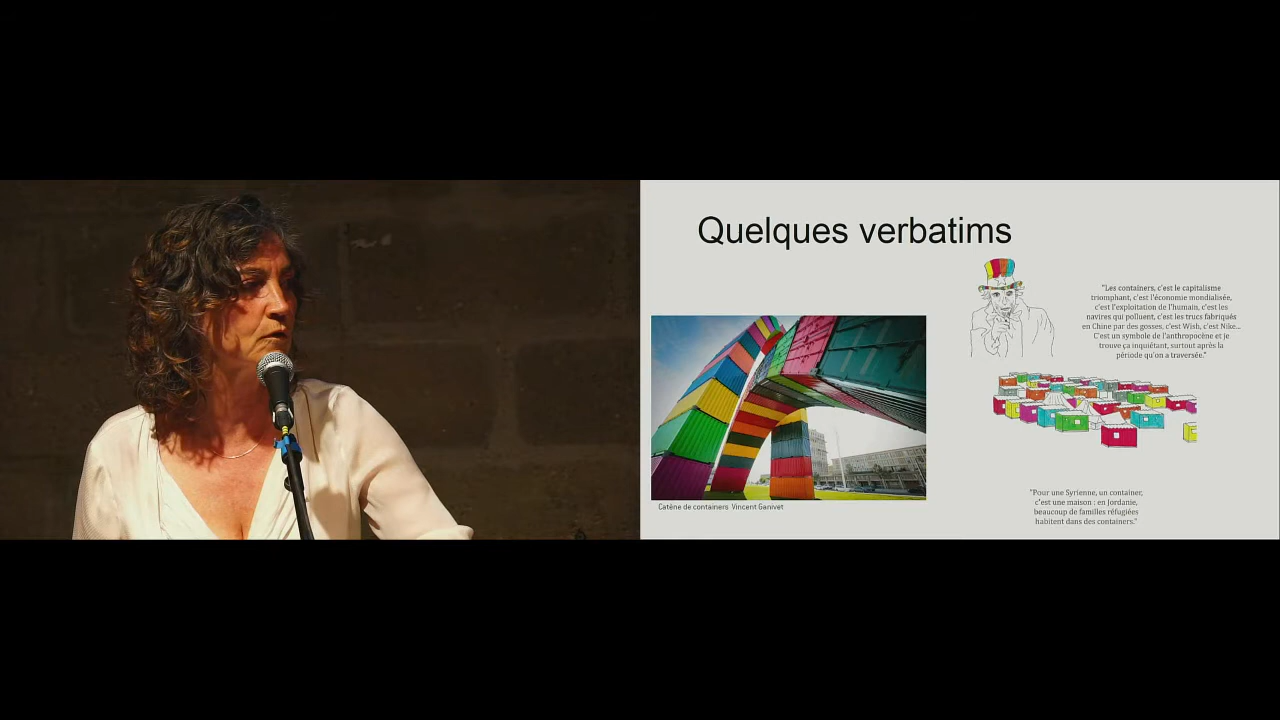 Quelques verbatims
"Les containers, c'est le capitalisme
triomphant, c'est l'économie mondialisée,
c'est l'exploitation de l'humain, c'est les
navires qui polluent, c'est les trucs fabriqués
en Chine par des gosses, c'est Wish, c'est Nike...
C'est un symbole de l'anthropocène et je
trouve ça inquiétant, surtout après la
période qu'on a traversée."
Catène de containers Vincent Ganivet
"Pour une Syrienne, un container,
c'est une maison : en Jordanie,
beaucoup de familles réfugiées
habitent dans des containers."